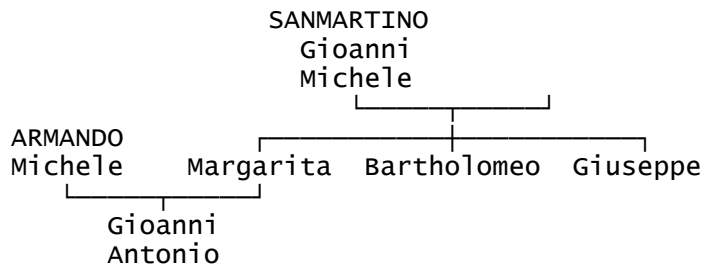 SANMARTINO
Gioanni
Michele
ARMANDO
Michele Margarita Bartholomeo Giuseppe
Gioanni
Antonio